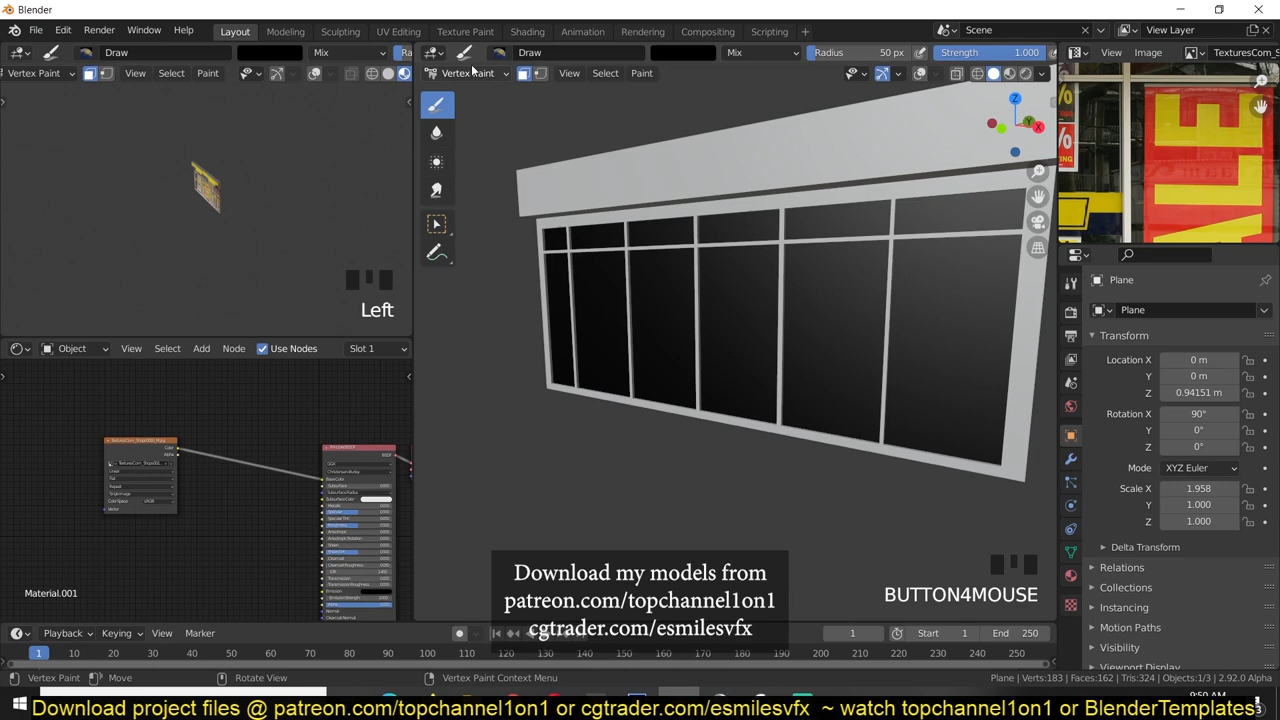 Blender
File Edit Render Window Help
Layout Modeling Sculpting UV Editing Texture Paint Shading Animation Rendering Compositing Scripting
Scene
View Layer
Draw Mix Ra
Draw Mix Radius 50 px Strength 1.000
View Image TexturesCom_S
Vertex Paint View Select Paint
Vertex Paint View Select Paint
Left
Object View Select Add Node Use Nodes Slot 1
Material.001
Plane
Plane
Transform
Location X 0 m
Y 0 m
Z 0.94151 m
Rotation X 90°
Y 0°
Z 0°
Mode XYZ Euler
Scale X 1.958
Y 1.000
Z 1.000
Delta Transform
Relations
Collections
Instancing
Motion Paths
Visibility
Viewport Display
Download my models from
patreon.com/topchannel1on1
cgtrader.com/esmilesvfx
BUTTON4MOUSE
Playback Keying View Marker
1 Start 1 End 250
1 10 20 30 40 50 60 70 80 90 100 110 120 130 140 150 160 170 180 190 200 210 220 230 240 250
Vertex Paint Move Rotate View Vertex Paint Context Menu
Plane | Verts:183 | Faces:162 | Tris:324 | Objects:1/3 | 2.92.0 Alpha
Download project files @ patreon.com/topchannel1on1 or cgtrader.com/esmilesvfx ~ watch topchannel1on1 or BlenderTemplates